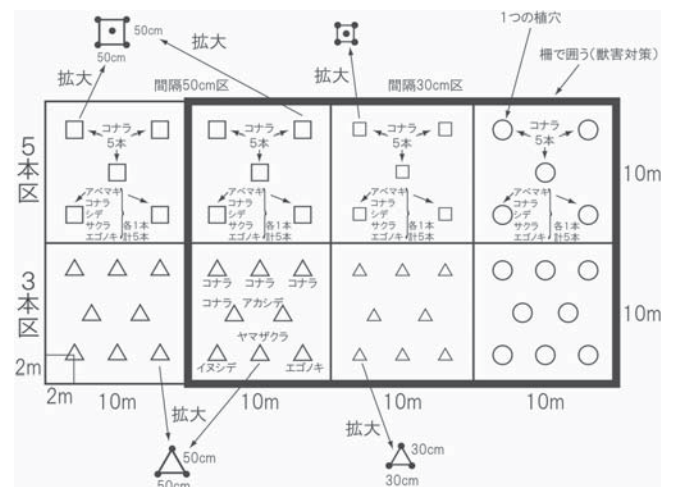 1つの植穴
50cm
50cm
拡大
拡大
拡大
柵で囲う(獣害対策)
間隔50cm区
間隔30cm区
5本区
コナラ
5本
コナラ
5本
コナラ
5本
コナラ
5本
10m
アベマキ
コナラ
シデ
サクラ
エゴノキ
各1本
計5本
アベマキ
コナラ
シデ
サクラ
エゴノキ
各1本
計5本
アベマキ
コナラ
シデ
サクラ
エゴノキ
各1本
計5本
アベマキ
コナラ
シデ
サクラ
エゴノキ
各1本
計5本
3本区
コナラ コナラ コナラ
コナラ アカシデ
ヤマザクラ
イヌシデ エゴノキ
10m
2m
2m 10m 10m 10m 10m
拡大
拡大
50cm
50cm
30cm
30cm